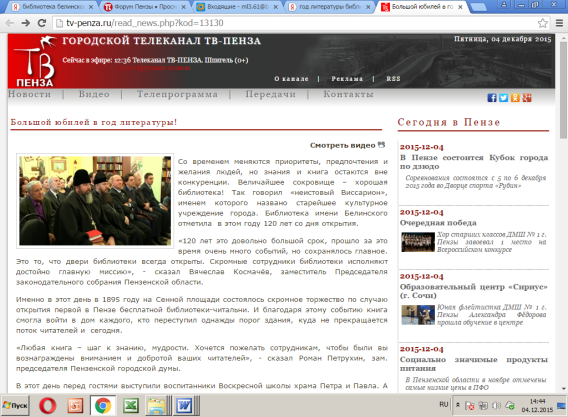 библиотека белинско
Форум Пензы • Просм
Входящие - ml3.61@l
год литературы библи
Большой юбилей в го
tv-penza.ru/read_news.php?kod=13130
ТВ ПЕНЗА
ГОРОДСКОЙ ТЕЛЕКАНАЛ ТВ-ПЕНЗА
Пятница, 04 декабря 2015
Сейчас в эфире: 12:36 Телеканал ТВ-ПЕНЗА. Шпигель (0+)
О канале | Реклама | RSS
Новости | Видео | Телепрограмма | Передачи | Контакты
Большой юбилей в год литературы!
Смотреть видео
Со временем меняются приоритеты, предпочтения и
желания людей, но знания и книга остаются вне
конкуренции. Величайшее сокровище – хорошая
библиотека! Так говорил «неистовый Виссарион»,
именем которого названо старейшее культурное
учреждение города. Библиотека имени Белинского
отметила в этом году 120 лет со дня открытия.
«120 лет это довольно большой срок, прошло за это
время очень много событий, но сохранялось главное.
Это то, что двери библиотеки всегда открыты. Скромные сотрудники библиотеки исполняют
достойно главную миссию», - сказал Вячеслав Космачёв, заместитель Председателя
законодательного собрания Пензенской области.
Именно в этот день в 1895 году на Сенной площади состоялось скромное торжество по случаю
открытия первой в Пензе бесплатной библиотеки-читальни. И благодаря этому событию книга
смогла войти в дом каждого, кто переступил однажды порог здания, куда не прекращается
поток читателей и сегодня.
«Любая книга – шаг к знанию, мудрости. Хочется пожелать сотрудникам, чтобы были вы
вознаграждены вниманием и добротой ваших читателей», - сказал Роман Петрухин, зам.
председателя Пензенской городской думы.
В этот день перед гостями выступили воспитанники Воскресной школы храма Петра и Павла. А
Сегодня в Пензе
2015-12-04
В Пензе состоится Кубок города
по дзюдо
Соревнования состоятся с 5 по 6 декабря
2015 года во Дворце спорта «Рубин»
2015-12-04
Очередная победа
Хор старших классов ДМШ № 1 г.
Пензы завоевал 1 место на
Всероссийском конкурсе
2015-12-04
Образовательный центр «Сириус»
(г. Сочи)
Юная флейтистка ДМШ № 1 г.
Пензы Александра Фёдорова
прошла обучение в центре
2015-12-04
Социально значимые продукты
питания
В Пензенской области в ноябре отмечены
самые низкие цены в ПФО
Пуск
RU
14:44
04.12.2015